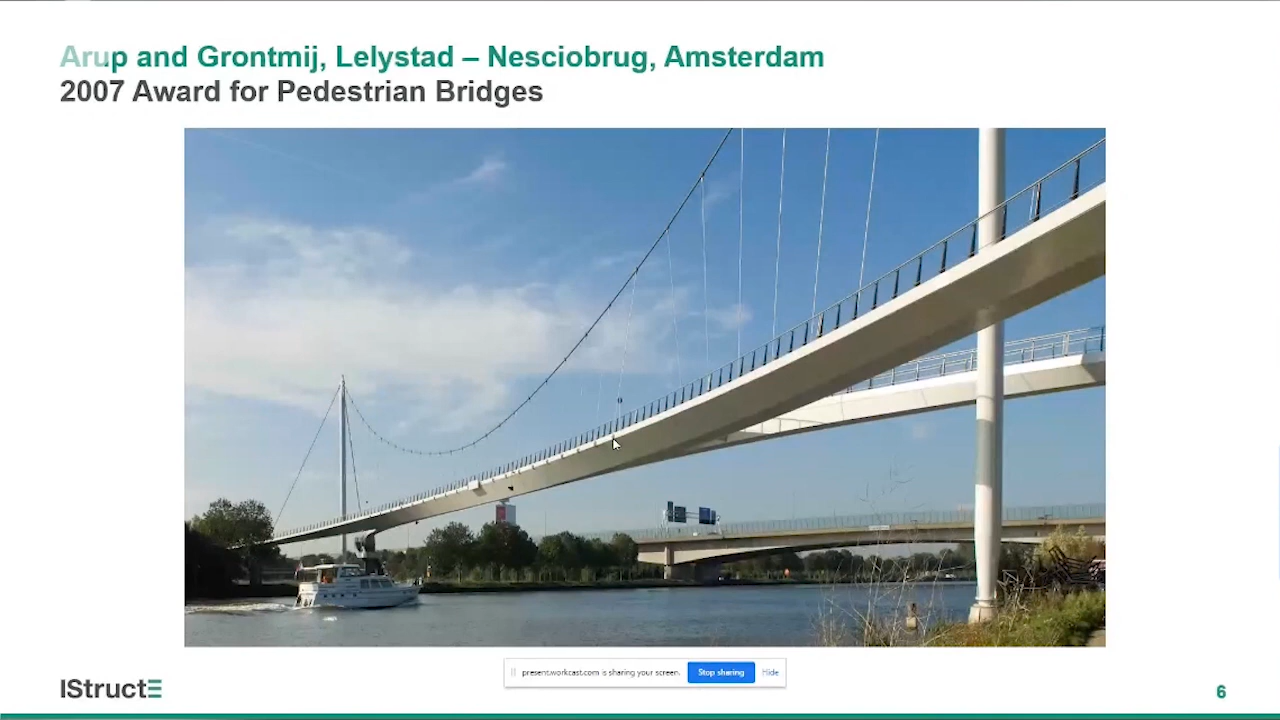 Arup and Grontmij, Lelystad – Nesciobrug, Amsterdam
2007 Award for Pedestrian Bridges
present.workcast.com is sharing your screen.
Stop sharing
Hide
IStructE
6